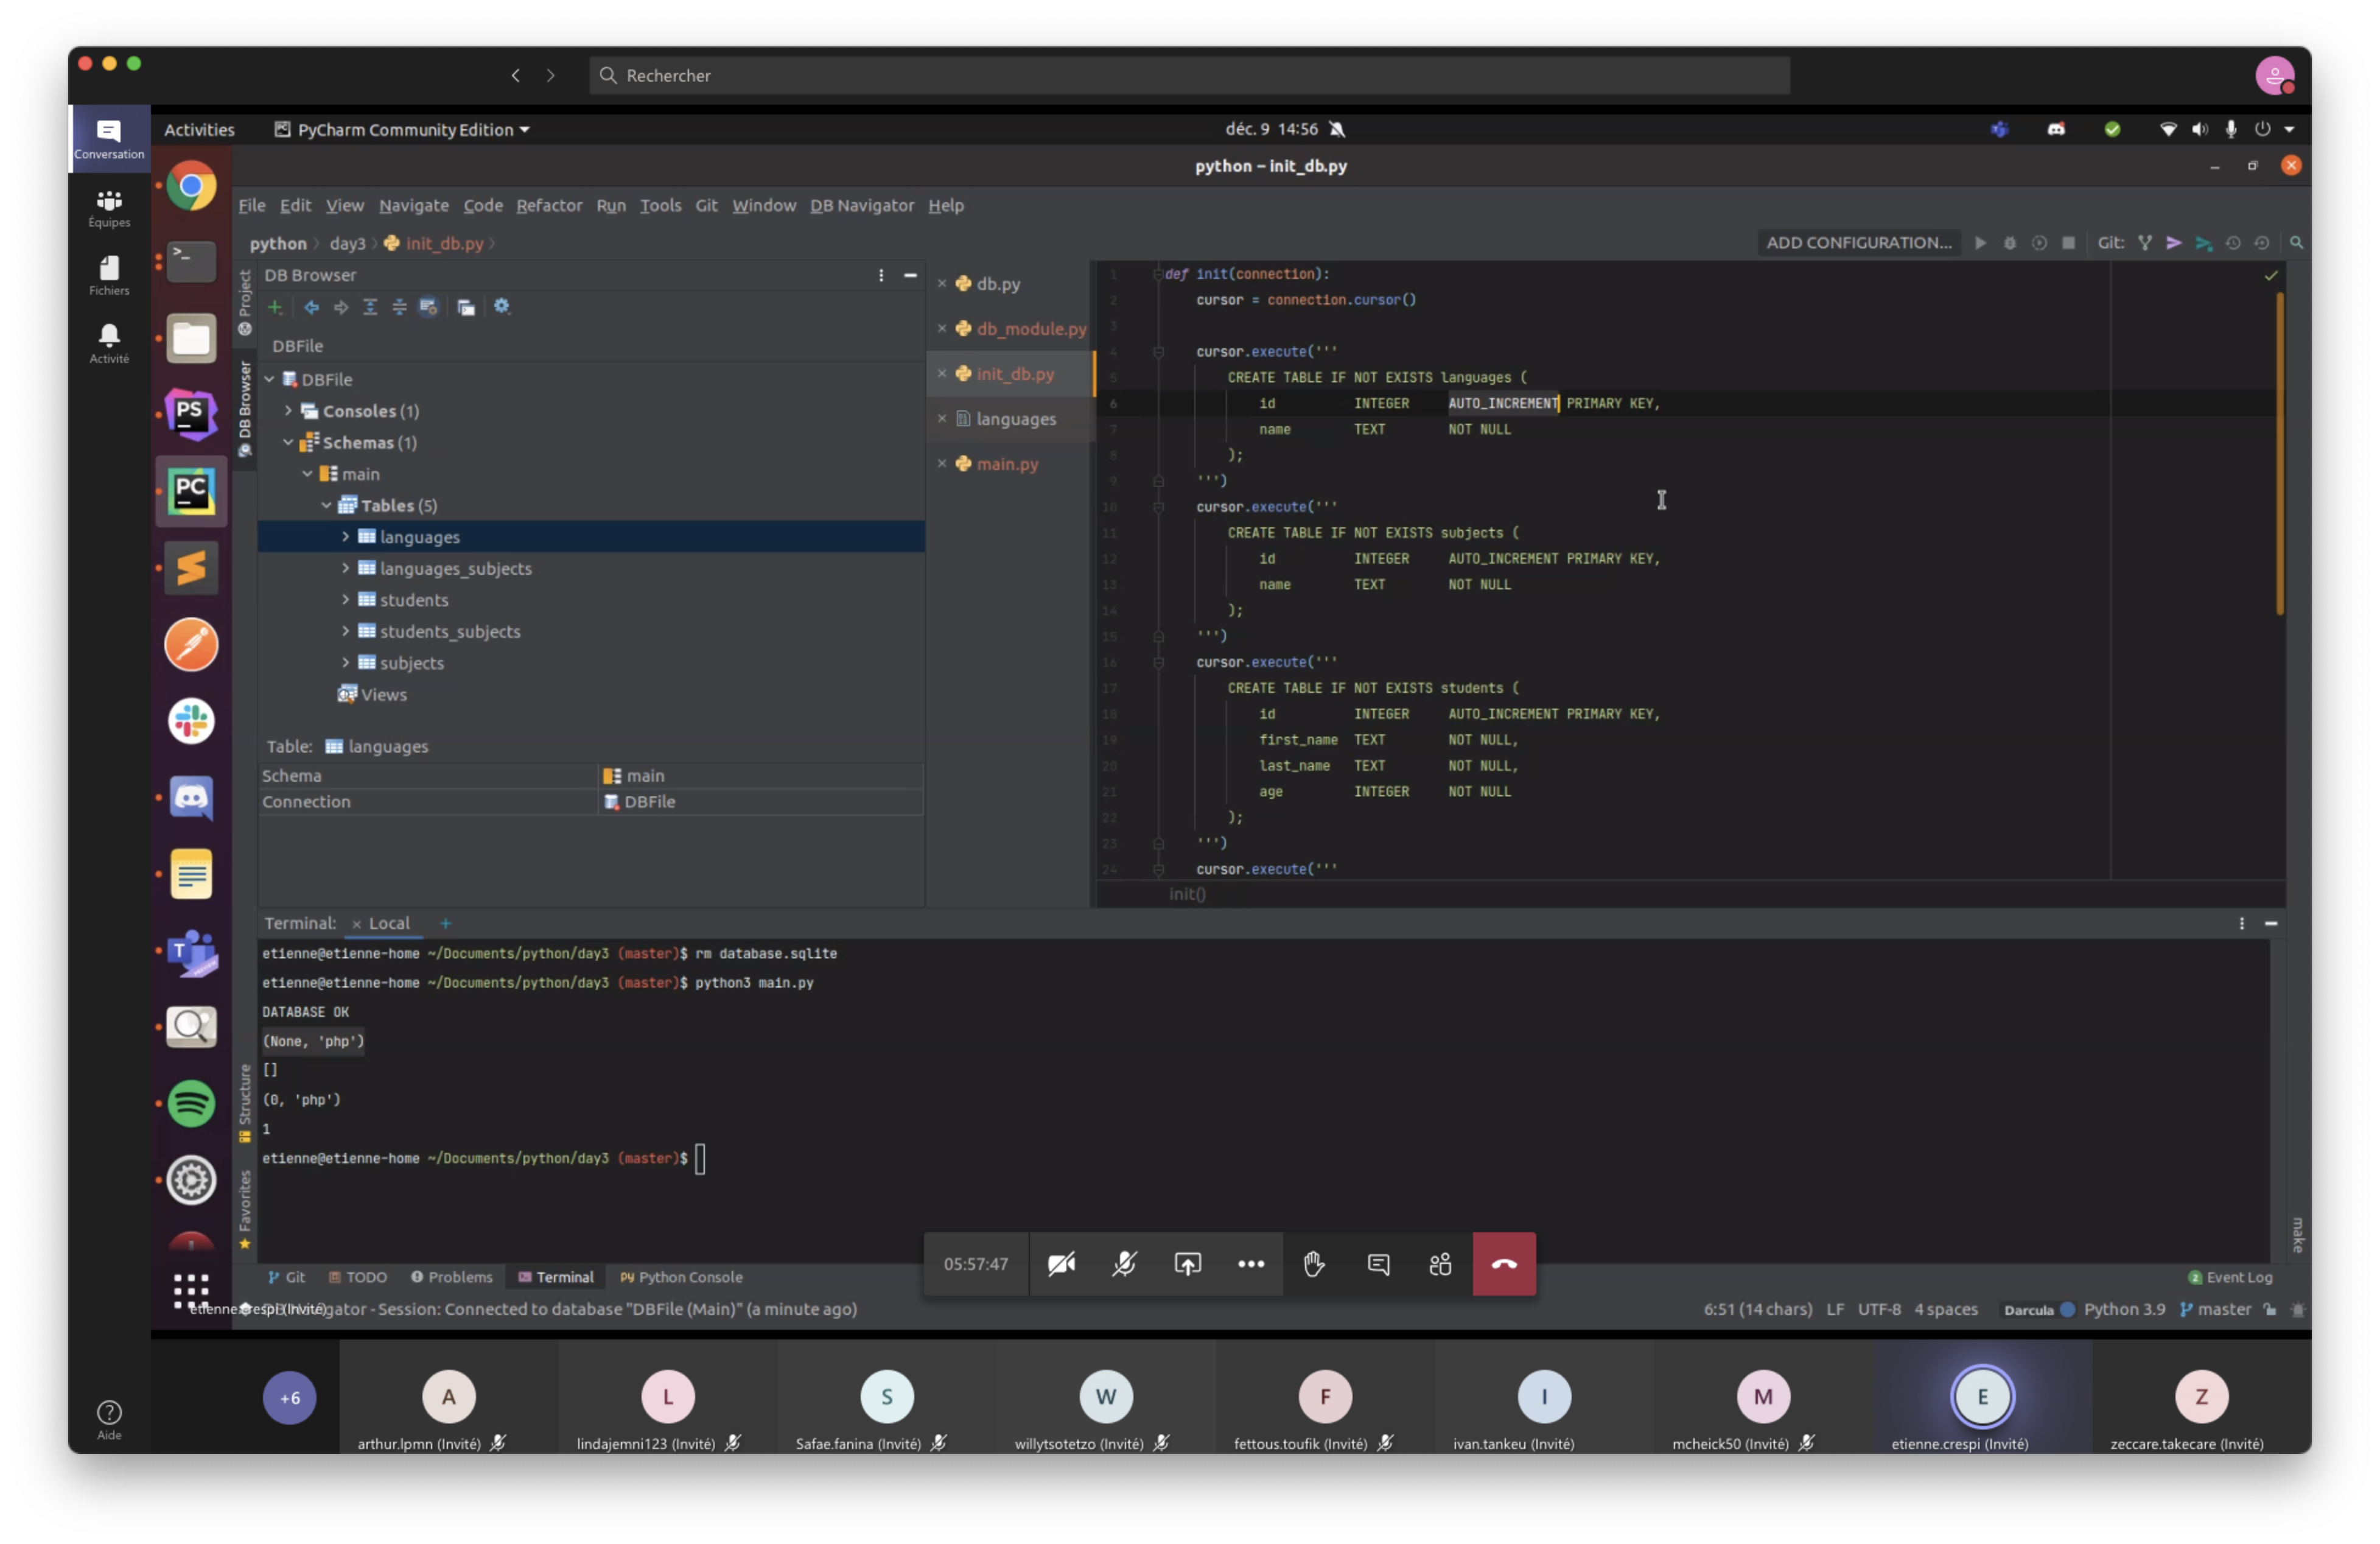 Rechercher
Conversation
Équipes
Fichiers
Activité
Aide
Activities
PyCharm Community Edition
déc. 9 14:56
python – init_db.py
File Edit View Navigate Code Refactor Run Tools Git Window DB Navigator Help
python day3 init_db.py
ADD CONFIGURATION...
Git:
Project
DB Browser
Structure
Favorites
make
DB Browser
DBFile
DBFile
Consoles (1)
Schemas (1)
main
Tables (5)
languages
languages_subjects
students
students_subjects
subjects
Views
Table: languages
Schema main
Connection DBFile
db.py
db_module.py
init_db.py
languages
main.py
1 def init(connection):
2 cursor = connection.cursor()
3
4 cursor.execute('''
5 CREATE TABLE IF NOT EXISTS languages (
6 id INTEGER AUTO_INCREMENT PRIMARY KEY,
7 name TEXT NOT NULL
8 );
9 ''')
10 cursor.execute('''
11 CREATE TABLE IF NOT EXISTS subjects (
12 id INTEGER AUTO_INCREMENT PRIMARY KEY,
13 name TEXT NOT NULL
14 );
15 ''')
16 cursor.execute('''
17 CREATE TABLE IF NOT EXISTS students (
18 id INTEGER AUTO_INCREMENT PRIMARY KEY,
19 first_name TEXT NOT NULL,
20 last_name TEXT NOT NULL,
21 age INTEGER NOT NULL
22 );
23 ''')
24 cursor.execute('''
init()
Terminal: Local
etienne@etienne-home ~/Documents/python/day3 (master)$ rm database.sqlite
etienne@etienne-home ~/Documents/python/day3 (master)$ python3 main.py
DATABASE OK
(None, 'php')
[]
(0, 'php')
1
etienne@etienne-home ~/Documents/python/day3 (master)$
05:57:47
Git TODO Problems Terminal Python Console
2 Event Log
etienne.crespi (Invité)
gator - Session: Connected to database "DBFile (Main)" (a minute ago)
6:51 (14 chars) LF UTF-8 4 spaces Darcula Python 3.9 master
PS
PC
T
+6
A
L
S
W
F
I
M
E
Z
arthur.lpmn (Invité)
lindajemni123 (Invité)
Safae.fanina (Invité)
willytsotetzo (Invité)
fettous.toufik (Invité)
ivan.tankeu (Invité)
mcheick50 (Invité)
etienne.crespi (Invité)
zeccare.takecare (Invité)